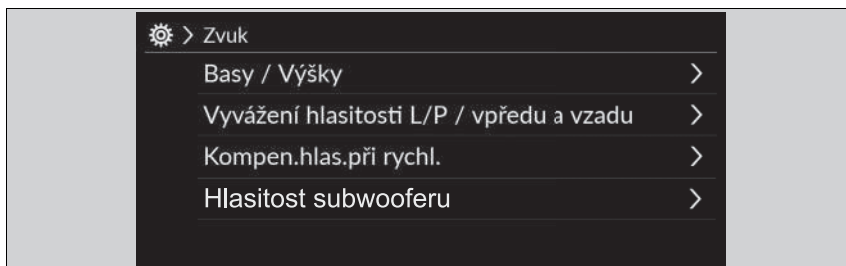 Zvuk
Basy / Výšky
Vyvážení hlasitosti L/P / vpředu a vzadu
Kompen.hlas.při rychl.
Hlasitost subwooferu